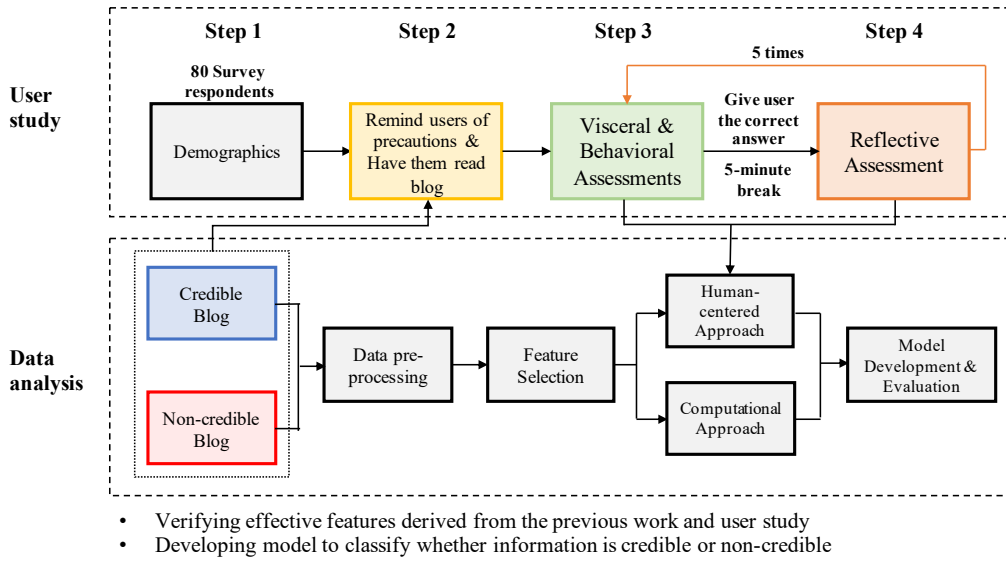 Step 1
Step 2
Step 3
Step 4
User
study
80 Survey
respondents
Demographics
Remind users of
precautions &
Have them read
blog
Visceral &
Behavioral
Assessments
5 times
Give user
the correct
answer
5-minute
break
Reflective
Assessment
Data
analysis
Credible
Blog
Non-credible
Blog
Data pre-
processing
Feature
Selection
Human-
centered
Approach
Computational
Approach
Model
Development &
Evaluation
• Verifying effective features derived from the previous work and user study
• Developing model to classify whether information is credible or non-credible